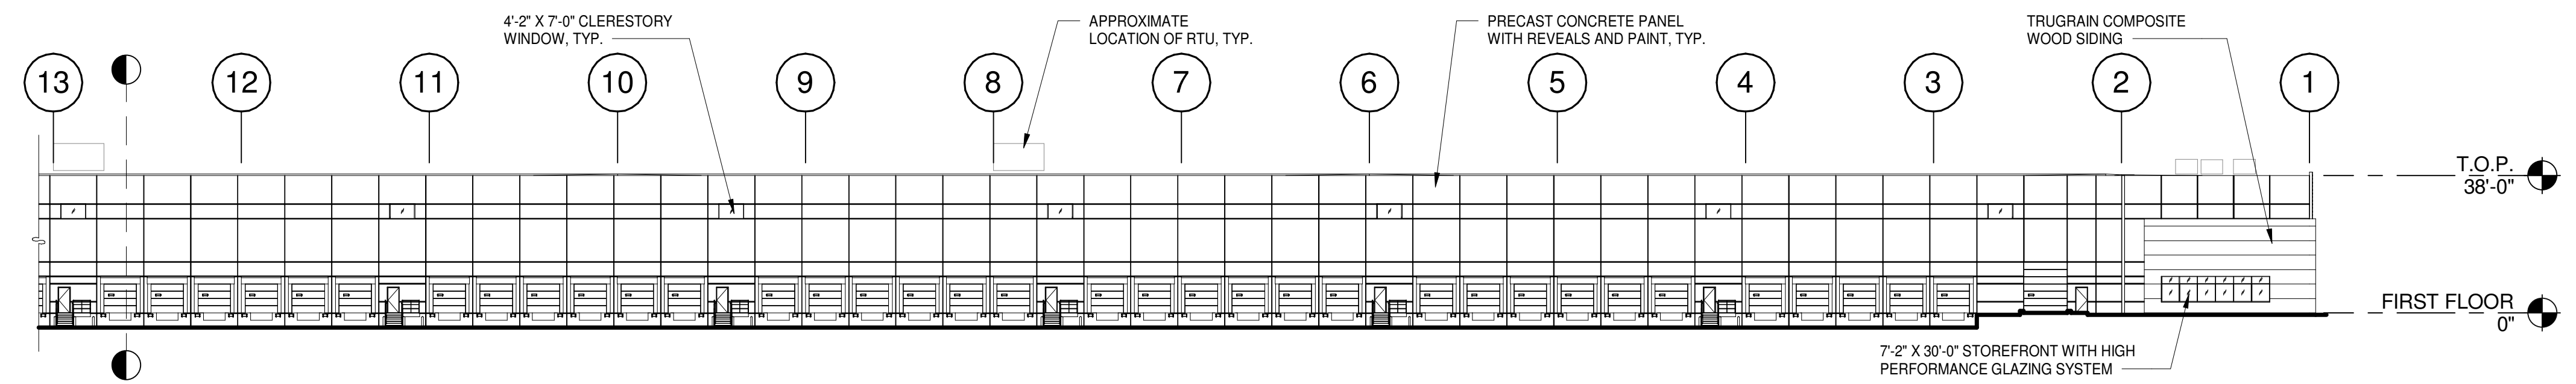 4'-2" X 7'-0" CLERESTORY
WINDOW, TYP.
APPROXIMATE
LOCATION OF RTU, TYP.
PRECAST CONCRETE PANEL
WITH REVEALS AND PAINT, TYP.
TRUGRAIN COMPOSITE
WOOD SIDING
13
12
11
10
9
8
7
6
5
4
3
2
1
T.O.P.
38'-0"
FIRST FLOOR
0"
7'-2" X 30'-0" STOREFRONT WITH HIGH
PERFORMANCE GLAZING SYSTEM